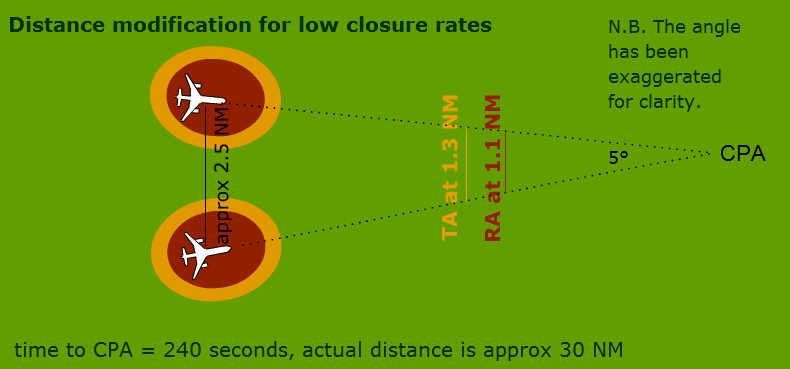 Distance modification for low closure rates
N.B. The angle
has been
exaggerated
for clarity.
approx 2.5 NM
TA at 1.3 NM
RA at 1.1 NM
5°
CPA
time to CPA = 240 seconds, actual distance is approx 30 NM